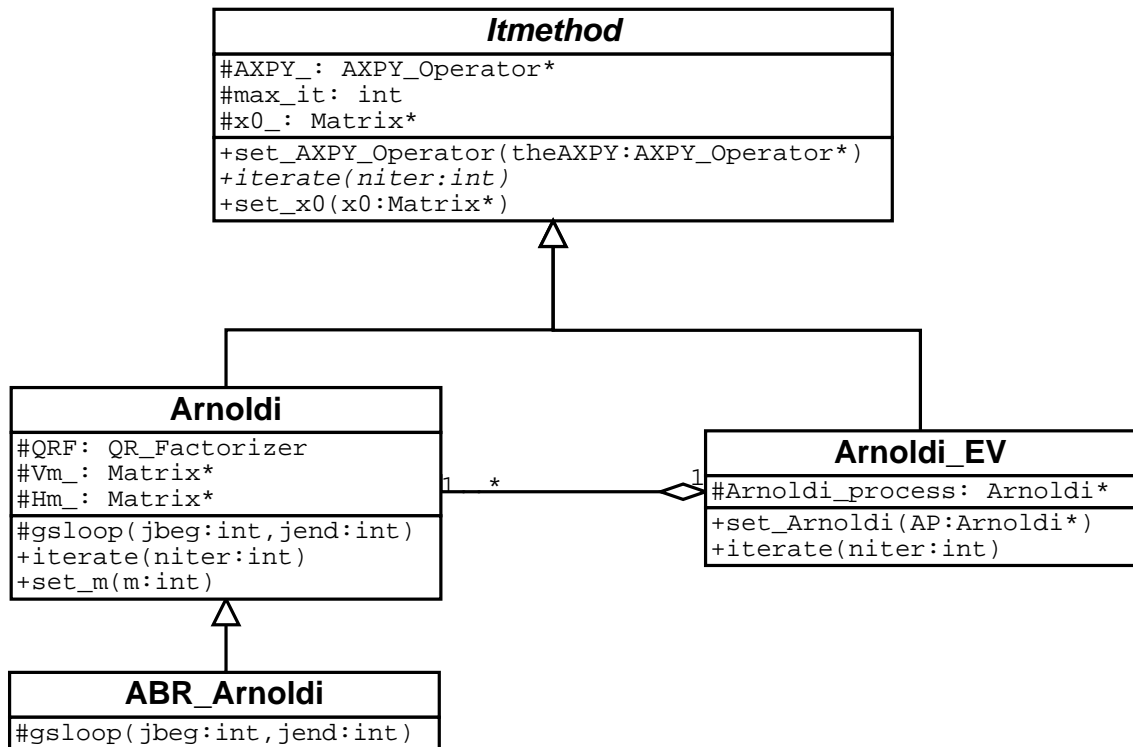 Itmethod
#AXPY_: AXPY_Operator*
#max_it: int
#x0_: Matrix*
+set_AXPY_Operator(theAXPY:AXPY_Operator*)
+iterate(niter:int)
+set_x0(x0:Matrix*)
Arnoldi
#QRF: QR_Factorizer
#Vm_: Matrix*
#Hm_: Matrix*
#gsloop(jbeg:int,jend:int)
+iterate(niter:int)
+set_m(m:int)
1..*
1
Arnoldi_EV
#Arnoldi_process: Arnoldi*
+set_Arnoldi(AP:Arnoldi*)
+iterate(niter:int)
ABR_Arnoldi
#gsloop(jbeg:int,jend:int)